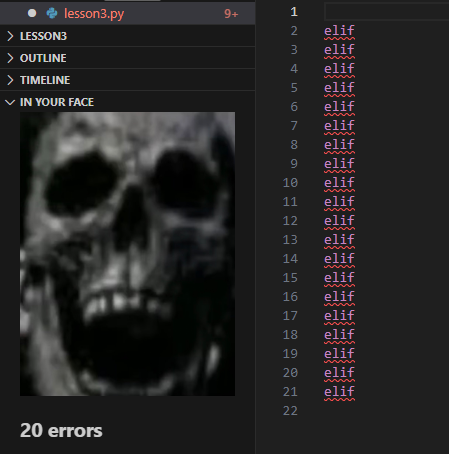 lesson3.py 9+
LESSON3
OUTLINE
TIMELINE
IN YOUR FACE
20 errors
1
2 elif
3 elif
4 elif
5 elif
6 elif
7 elif
8 elif
9 elif
10 elif
11 elif
12 elif
13 elif
14 elif
15 elif
16 elif
17 elif
18 elif
19 elif
20 elif
21 elif
22